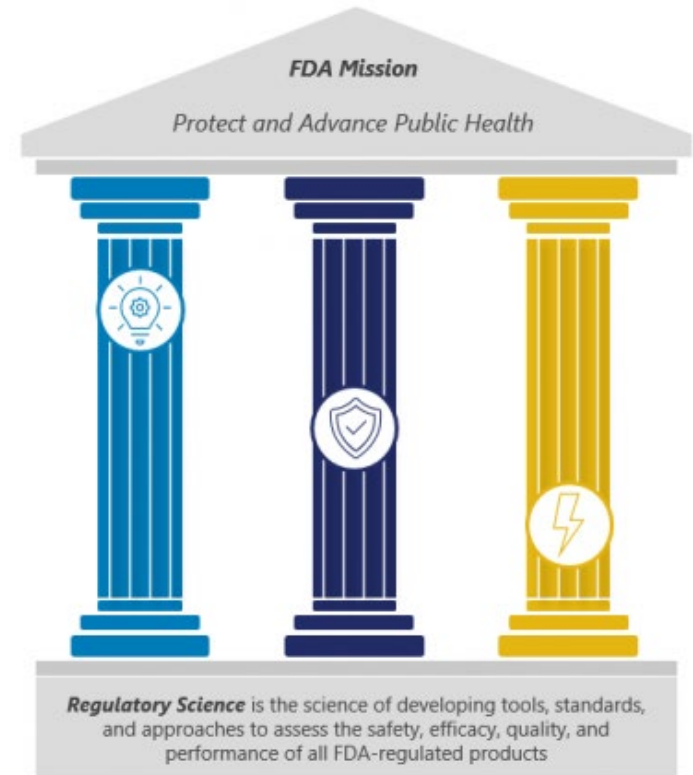 FDA Mission
Protect and Advance Public Health
Regulatory Science is the science of developing tools, standards,
and approaches to assess the safety, efficacy, quality, and
performance of all FDA-regulated products